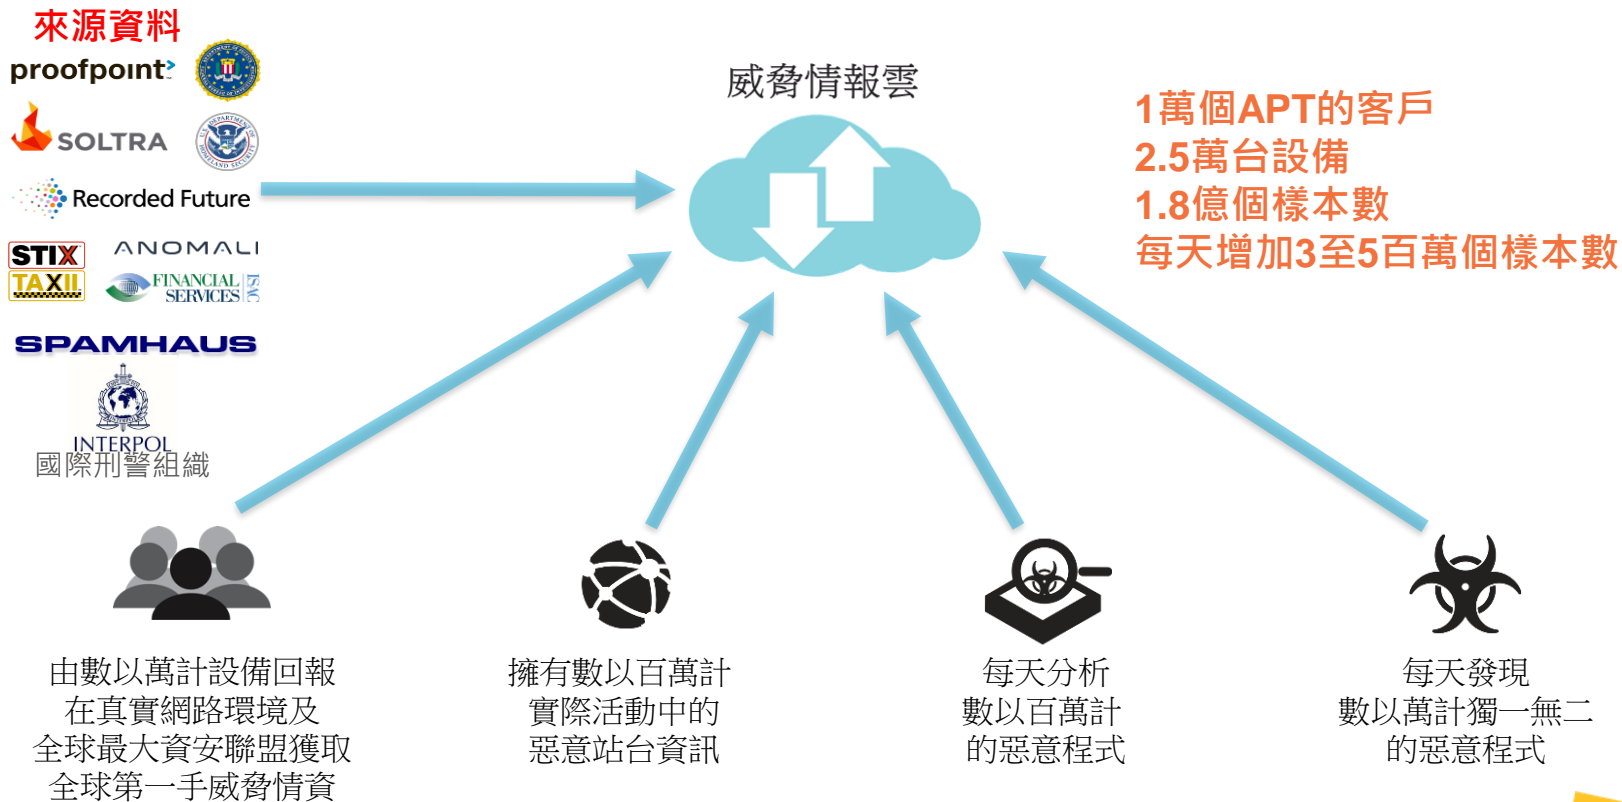 來源資料
proofpoint
SOLTRA
Recorded Future
STIX
TAXII
ANOMALI
FINANCIAL
SERVICES
ISAC
SPAMHAUS
INTERPOL
國際刑警組織
威脅情報雲
1萬個APT的客戶
2.5萬台設備
1.8億個樣本數
每天增加3至5百萬個樣本數
由數以萬計設備回報
在真實網路環境及
全球最大資安聯盟獲取
全球第一手威脅情資
擁有數以百萬計
實際活動中的
惡意站台資訊
每天分析
數以百萬計
的惡意程式
每天發現
數以萬計獨一無二
的惡意程式